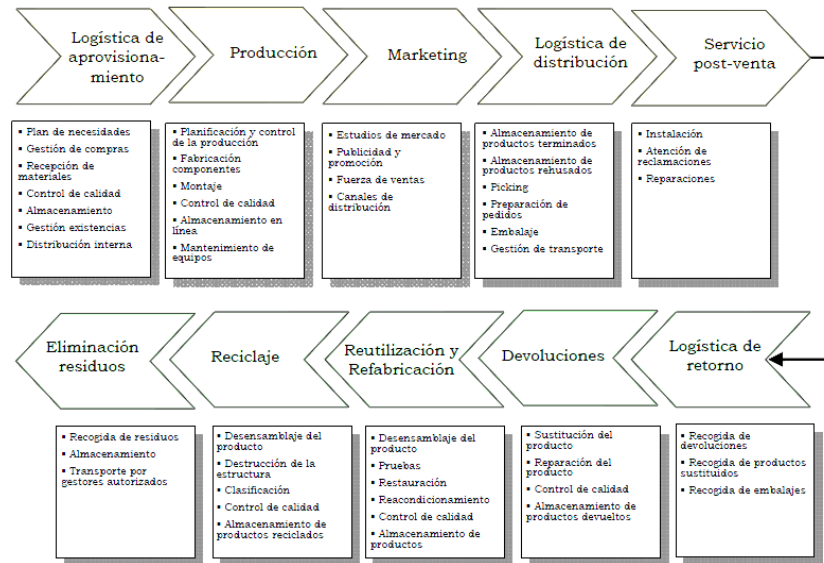 Logística de
aprovisiona-
miento
Producción
Marketing
Logística de
distribución
Servicio
post-venta
▪ Plan de necesidades
▪ Gestión de compras
▪ Recepción de
materiales
▪ Control de calidad
▪ Almacenamiento
▪ Gestión existencias
▪ Distribución interna
▪ Planificación y control
de la producción
▪ Fabricación
componentes
▪ Montaje
▪ Control de calidad
▪ Almacenamiento en
línea
▪ Mantenimiento de
equipos
▪ Estudios de mercado
▪ Publicidad y
promoción
▪ Fuerza de ventas
▪ Canales de
distribución
▪ Almacenamiento de
productos terminados
▪ Almacenamiento de
productos rehusados
▪ Picking
▪ Preparación de
pedidos
▪ Embalaje
▪ Gestión de transporte
▪ Instalación
▪ Atención de
reclamaciones
▪ Reparaciones
Eliminación
residuos
Reciclaje
Reutilización y
Refabricación
Devoluciones
Logística de
retorno
▪ Recogida de residuos
▪ Almacenamiento
▪ Transporte por
gestores autorizados
▪ Desensamblaje del
producto
▪ Destrucción de la
estructura
▪ Clasificación
▪ Control de calidad
▪ Almacenamiento de
productos reciclados
▪ Desensamblaje del
producto
▪ Pruebas
▪ Restauración
▪ Reacondicionamiento
▪ Control de calidad
▪ Almacenamiento de
productos
▪ Sustitución del
producto
▪ Reparación del
producto
▪ Control de calidad
▪ Almacenamiento de
productos devueltos
▪ Recogida de
devoluciones
▪ Recogida de productos
sustituidos
▪ Recogida de embalajes